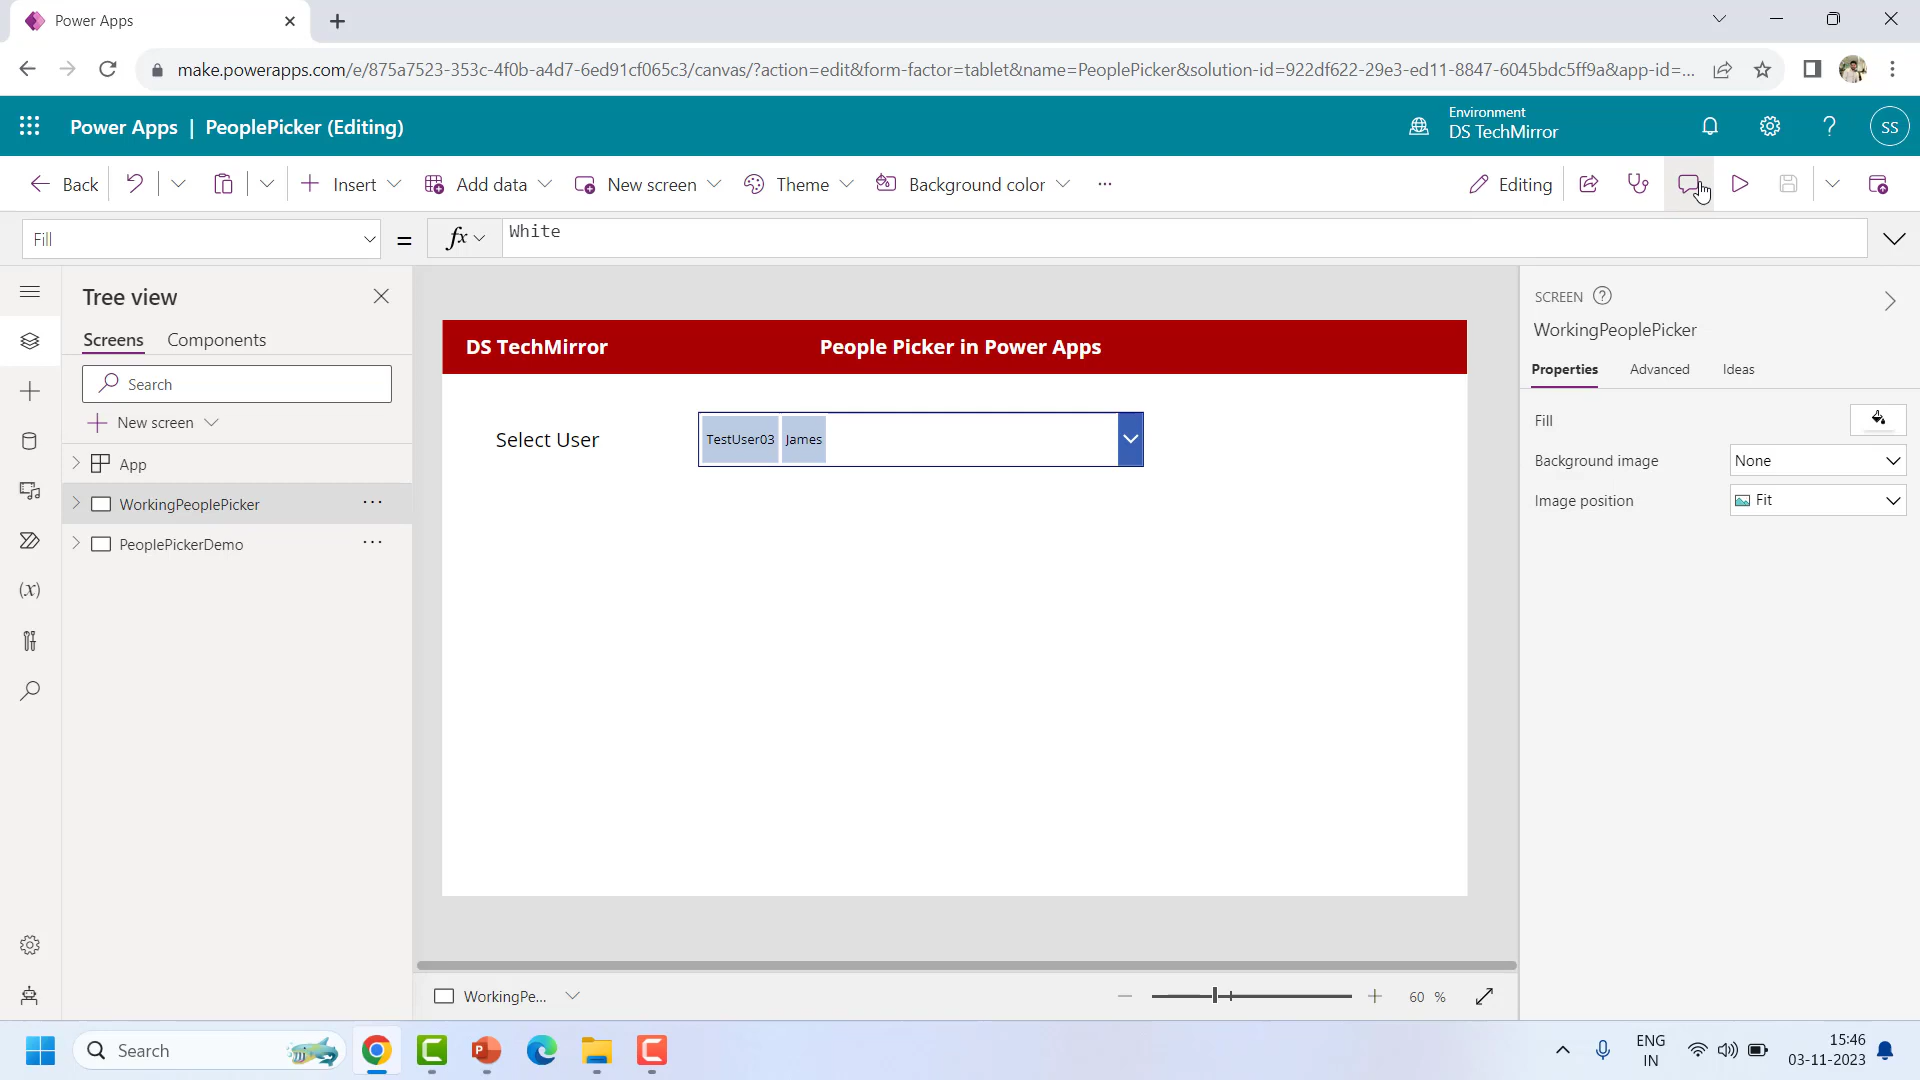 Power Apps
make.powerapps.com/e/875a7523-353c-4f0b-a4d7-6ed91cf065c3/canvas/?action=edit&form-factor=tablet&name=PeoplePicker&solution-id=922df622-29e3-ed11-8847-6045bdc5ff9a&app-id=...
Power Apps | PeoplePicker (Editing)
Environment
DS TechMirror
SS
Back
Insert
Add data
New screen
Theme
Background color
Editing
Fill
=
fx
White
Tree view
Screens
Components
Search
New screen
App
WorkingPeoplePicker
PeoplePickerDemo
DS TechMirror
People Picker in Power Apps
Select User
TestUser03
James
SCREEN
WorkingPeoplePicker
Properties
Advanced
Ideas
Fill
Background image
None
Image position
Fit
WorkingPe...
60 %
Search
ENG
IN
15:46
03-11-2023